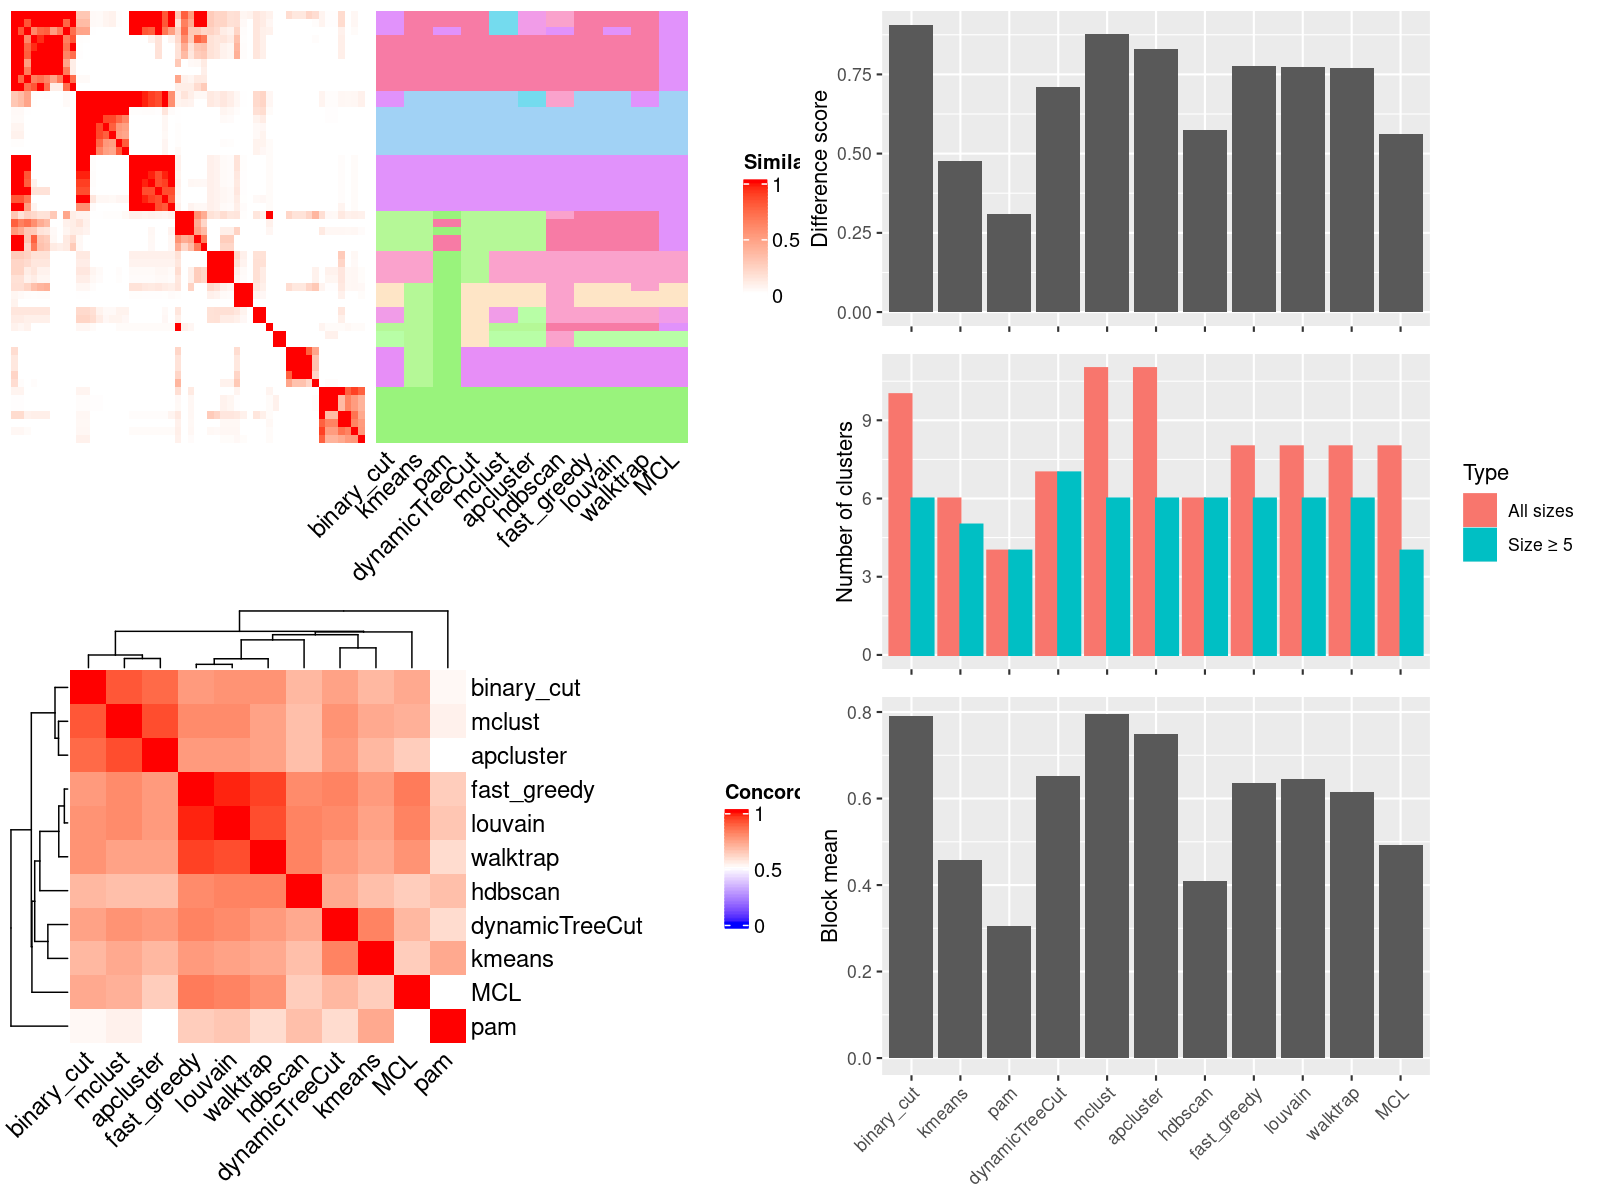 Simila
1
0.5
0
binary_cut
kmeans
pam
dynamicTreeCut
mclust
apcluster
hdbscan
fast_greedy
louvain
walktrap
MCL
binary_cut
mclust
apcluster
fast_greedy
louvain
walktrap
hdbscan
dynamicTreeCut
kmeans
MCL
pam
binary_cut
mclust
apcluster
fast_greedy
louvain
walktrap
hdbscan
dynamicTreeCut
kmeans
MCL
pam
Concord
1
0.5
0
Difference score
0.75
0.50
0.25
0.00
Number of clusters
9
6
3
0
Type
All sizes
Size ≥ 5
Block mean
0.8
0.6
0.4
0.2
0.0
binary_cut
kmeans
pam
dynamicTreeCut
mclust
apcluster
hdbscan
fast_greedy
louvain
walktrap
MCL